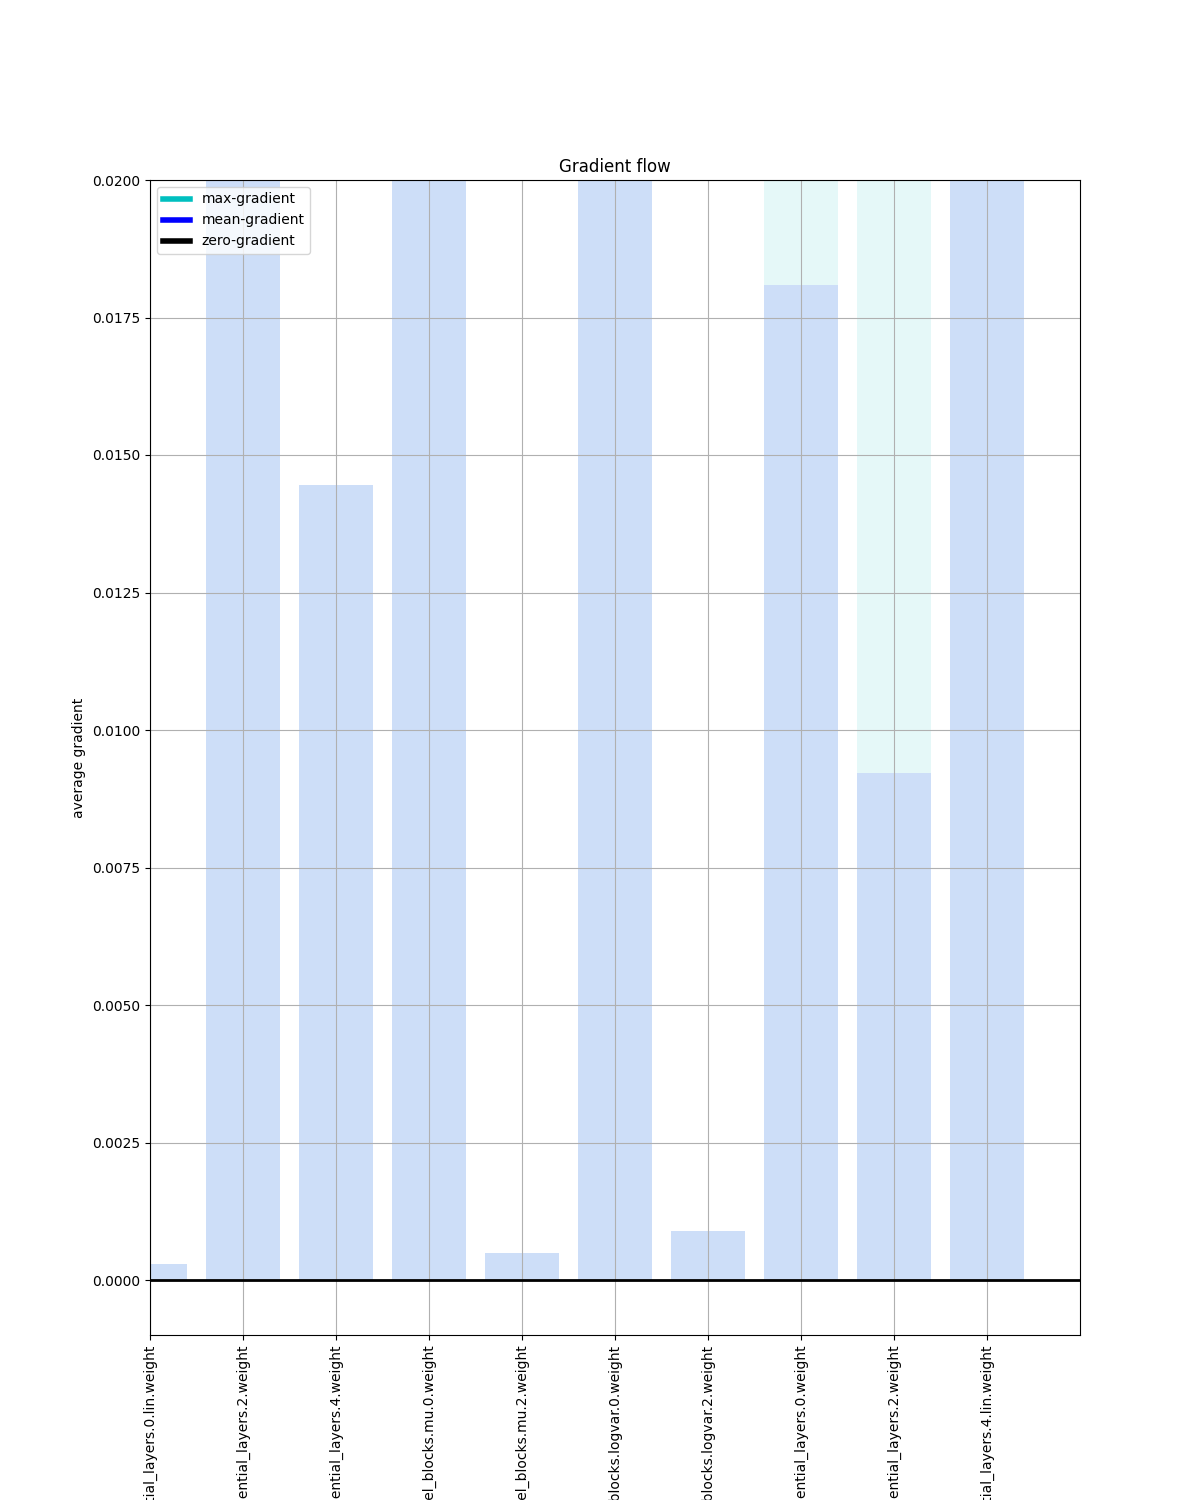 Gradient flow
max-gradient
mean-gradient
zero-gradient
0.0200
0.0175
0.0150
0.0125
0.0100
0.0075
0.0050
0.0025
0.0000
average gradient
tial_layers.0.lin.weight
ential_layers.2.weight
ential_layers.4.weight
el_blocks.mu.0.weight
el_blocks.mu.2.weight
blocks.logvar.0.weight
blocks.logvar.2.weight
ential_layers.0.weight
ential_layers.2.weight
tial_layers.4.lin.weight